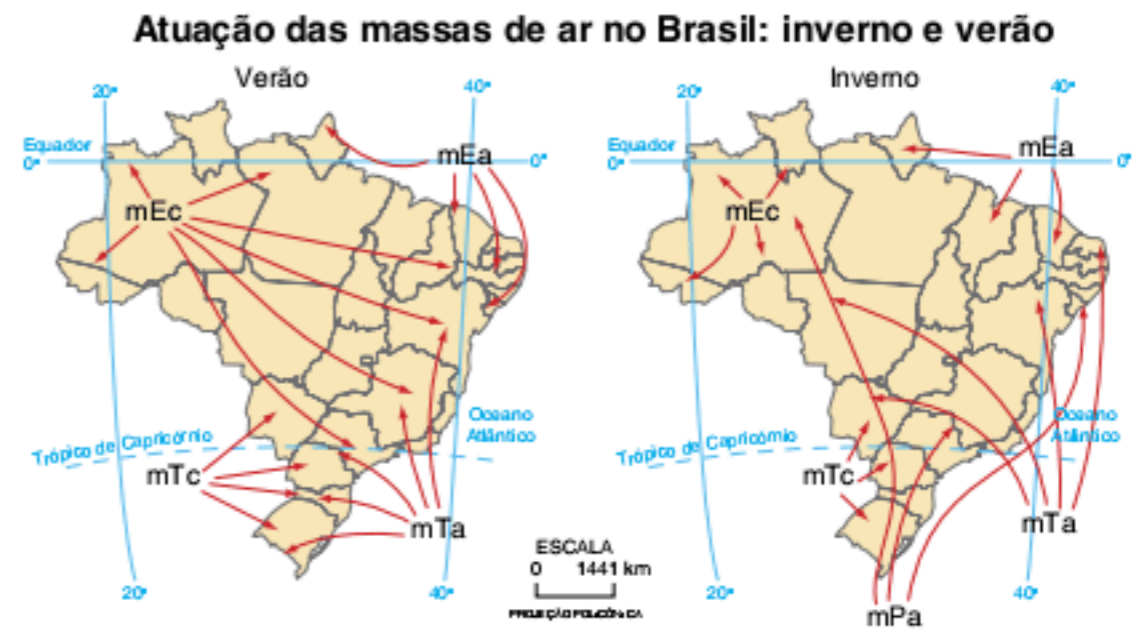 Atuação das massas de ar no Brasil: inverno e verão
Verão
20°
40°
Equador
0°
0°
mEa
mEc
Oceano
Atlântico
Trópico de Capricórnio
mTc
mTa
20°
40°
ESCALA
0 1441 km
PROJEÇÃO POLICÔNICA
Inverno
20°
40°
Equador
0°
0°
mEa
mEc
Oceano
Atlântico
Trópico de Capricórnio
mTc
mTa
20°
40°
mPa